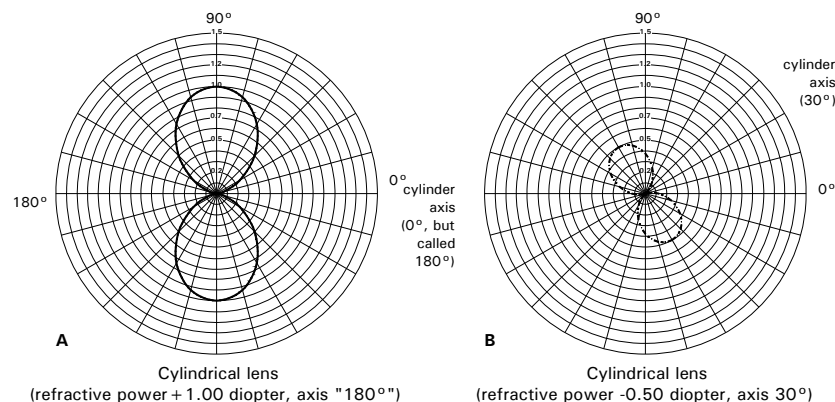 90°
1.5
1.2
1.0
0.7
0.5
0.2
180°
0°
cylinder
axis
(0°, but
called
180°)
A
Cylindrical lens
(refractive power +1.00 diopter, axis "180°")
90°
1.5
1.2
1.0
0.7
0.5
0.2
cylinder
axis
(30°)
0°
B
Cylindrical lens
(refractive power -0.50 diopter, axis 30°)